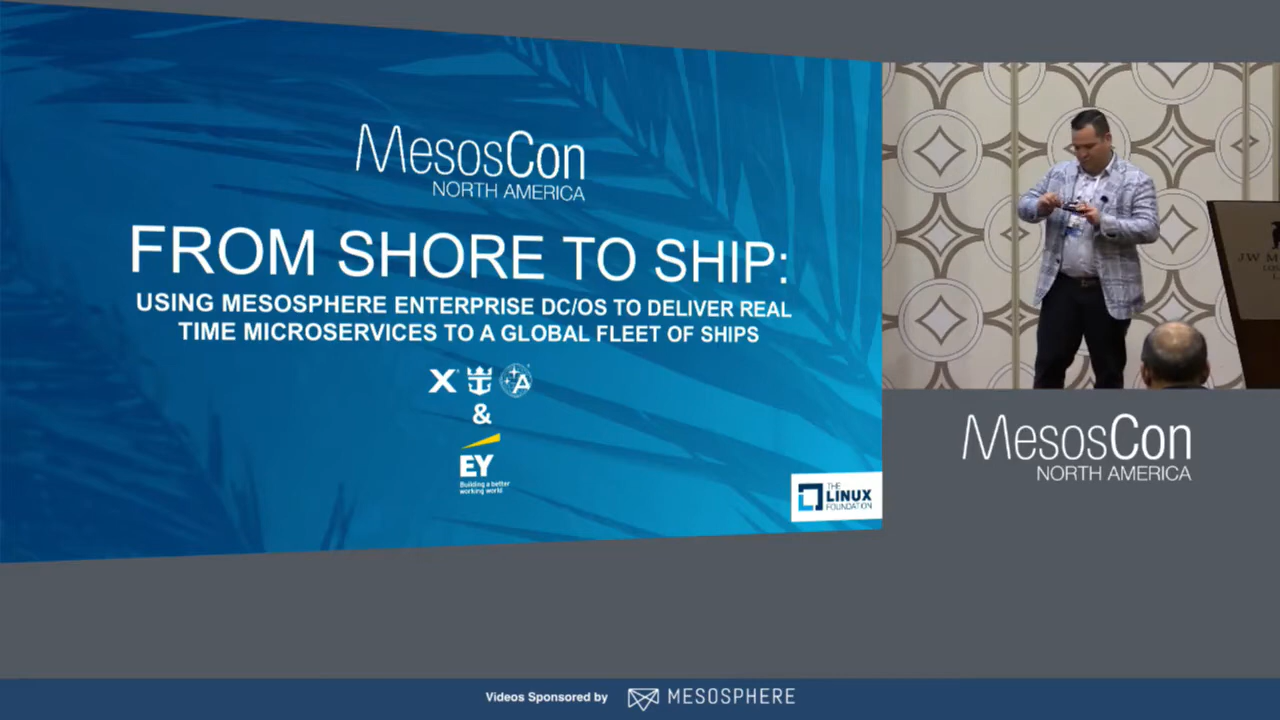 MesosCon
NORTH AMERICA
FROM SHORE TO SHIP:
USING MESOSPHERE ENTERPRISE DC/OS TO DELIVER REAL
TIME MICROSERVICES TO A GLOBAL FLEET OF SHIPS
X
A
&
EY
Building a better
working world
THE
LINUX
FOUNDATION
JW M
MesosCon
NORTH AMERICA
Videos Sponsored by
MESOSPHERE